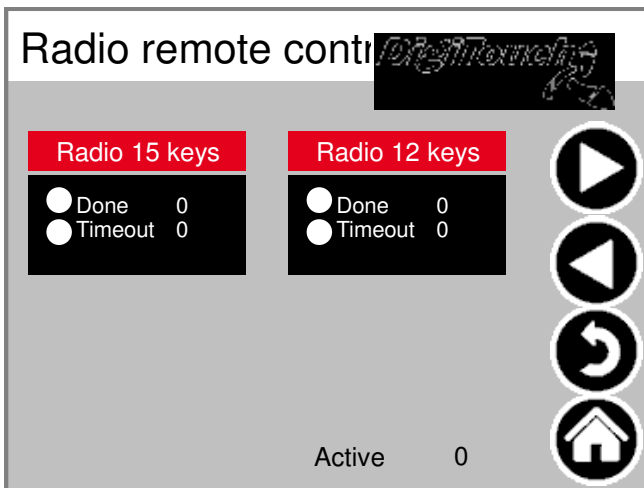 Radio remote contr
DigiTouch
Radio 15 keys
Done 0
Timeout 0
Radio 12 keys
Done 0
Timeout 0
Active 0